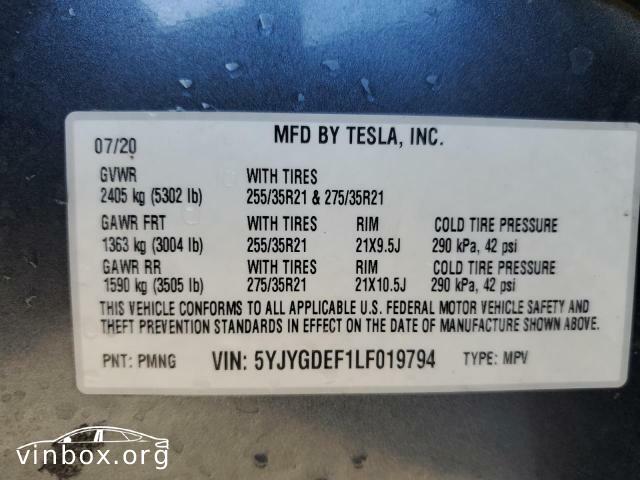 MFD BY TESLA, INC.
07/20
GVWR WITH TIRES
2405 kg (5302 lb) 255/35R21 & 275/35R21
GAWR FRT WITH TIRES RIM COLD TIRE PRESSURE
1363 kg (3004 lb) 255/35R21 21X9.5J 290 kPa, 42 psi
GAWR RR WITH TIRES RIM COLD TIRE PRESSURE
1590 kg (3505 lb) 275/35R21 21X10.5J 290 kPa, 42 psi
THIS VEHICLE CONFORMS TO ALL APPLICABLE U.S. FEDERAL MOTOR VEHICLE SAFETY AND
THEFT PREVENTION STANDARDS IN EFFECT ON THE DATE OF MANUFACTURE SHOWN ABOVE.
PNT: PMNG VIN: 5YJYGDEF1LF019794 TYPE: MPV
vinbox.org